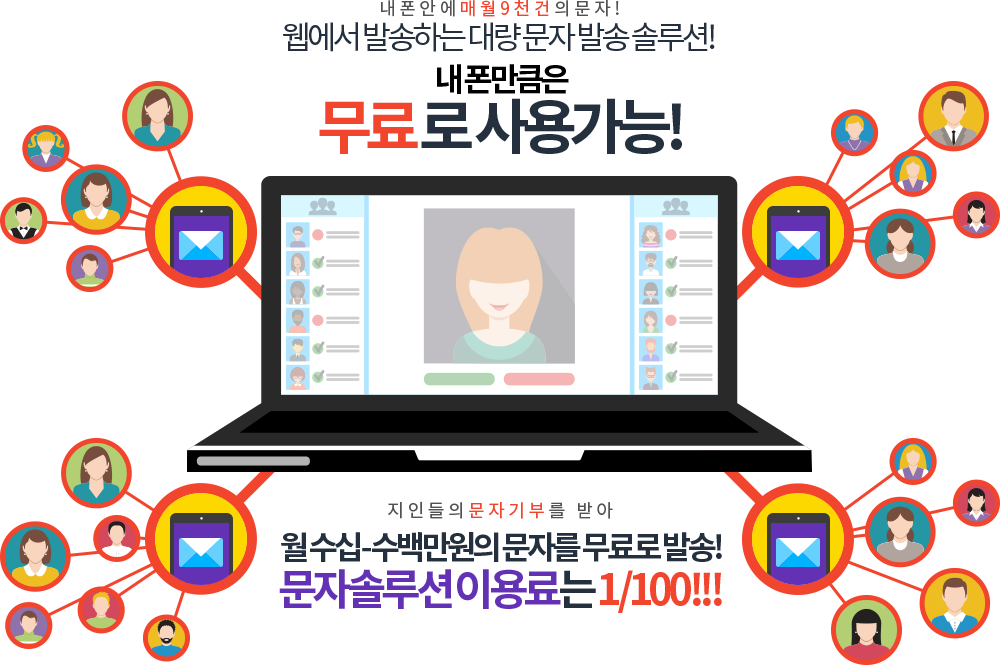 내 폰 안에 매월 9천 건의 문자!
웹에서 발송하는 대량 문자 발송 솔루션!
내 폰만큼은
무료로 사용가능!
지인들의 문자기부를 받아
월 수십-수백만원의 문자를 무료로 발송!
문자솔루션 이용료는 1/100!!!